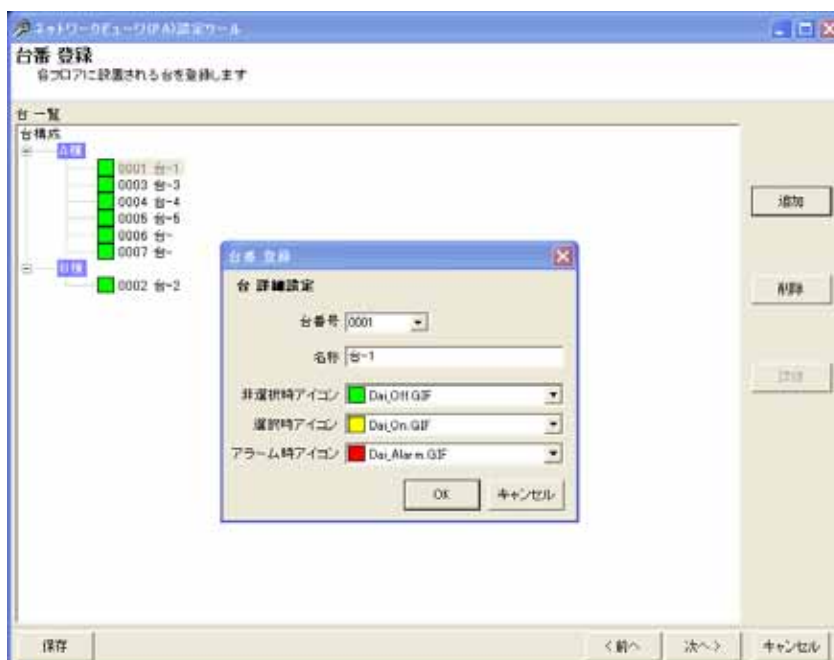 ネットワークビューワ(PA)設定ツール
台番 登録
各フロアに設置される台を登録します
台 一覧
台構成
A棟
0001 台-1
0003 台-3
0004 台-4
0005 台-5
0006 台-
0007 台-
B棟
0002 台-2
追加
削除
詳細
台番 登録
台 詳細設定
台番号 0001
名称 台-1
非選択時アイコン Dai_Off.GIF
選択時アイコン Dai_On.GIF
アラーム時アイコン Dai_Alarm.GIF
OK キャンセル
保存 <前へ 次へ> キャンセル